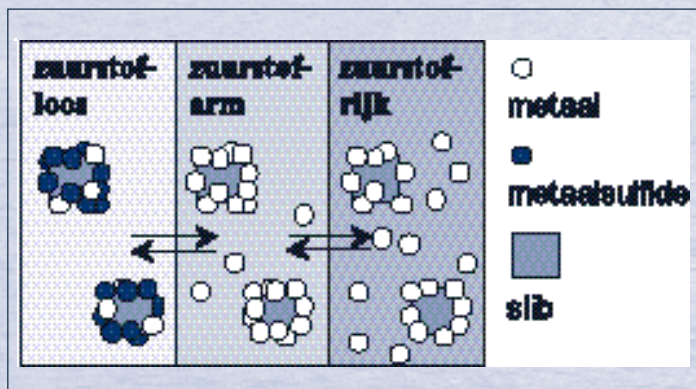 zuurstof-
loos
zuurstof-
arm
zuurstof-
rijk
metaal
metaalsulfide
slib